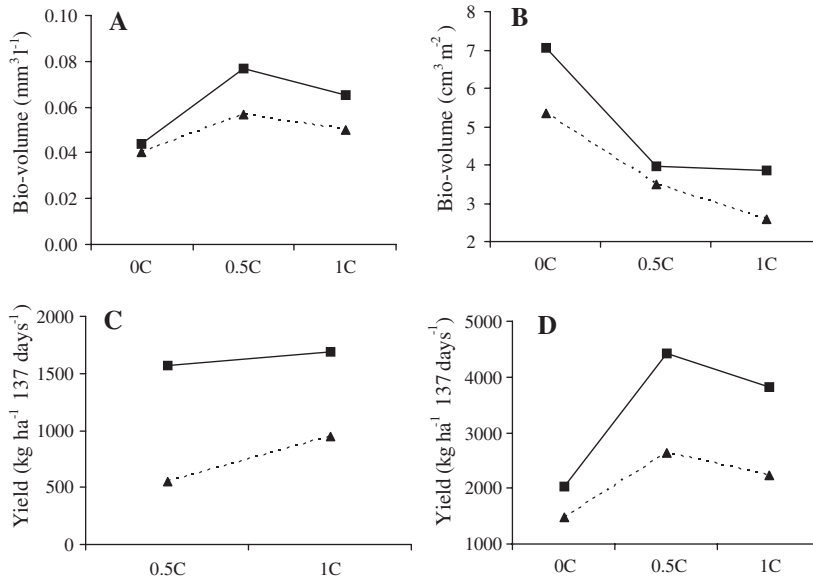 A
Bio-volume (mm³ l⁻¹)
0.10
0.08
0.06
0.04
0.02
0.00
0C 0.5C 1C
B
Bio-volume (cm³ m⁻²)
8
7
6
5
4
3
2
0C 0.5C 1C
C
Yield (kg ha⁻¹ 137 days⁻¹)
2000
1500
1000
500
0
0.5C 1C
D
Yield (kg ha⁻¹ 137 days⁻¹)
5000
4000
3000
2000
1000
0C 0.5C 1C